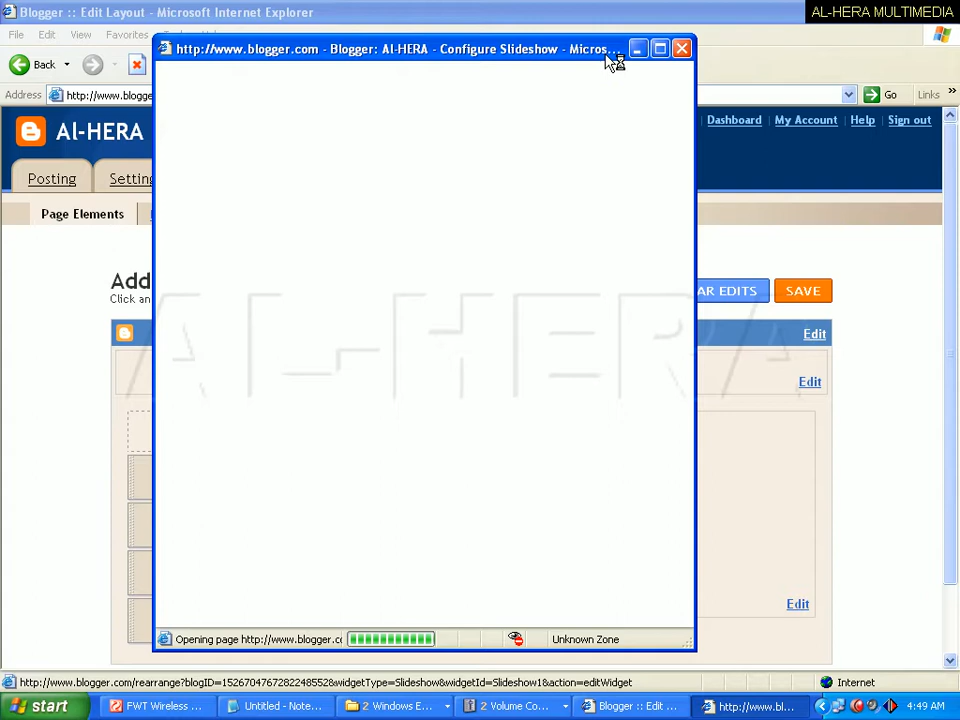 Blogger :: Edit Layout - Microsoft Internet Explorer
AL-HERA MULTIMEDIA
File Edit View Favorites
http://www.blogger.com - Blogger: Al-HERA - Configure Slideshow - Micros...
Back
Address http://www.blogge
Go Links »
Al-HERA
Dashboard My Account Help Sign out
Posting Settin
Page Elements
Add
Click an
AR EDITS SAVE
Edit
AL-HERA
Edit
Edit
Opening page http://www.blogger.cc Unknown Zone
http://www.blogger.com/rearrange?blogID=15267047672822485528widgetType=Slideshow&widgetId=Slideshow1&action=editWidget
Internet
start FWT Wireless ... Untitled - Note... 2 Windows E... 2 Volume Co... Blogger :: Edit ... http://www.bl... 4:49 AM